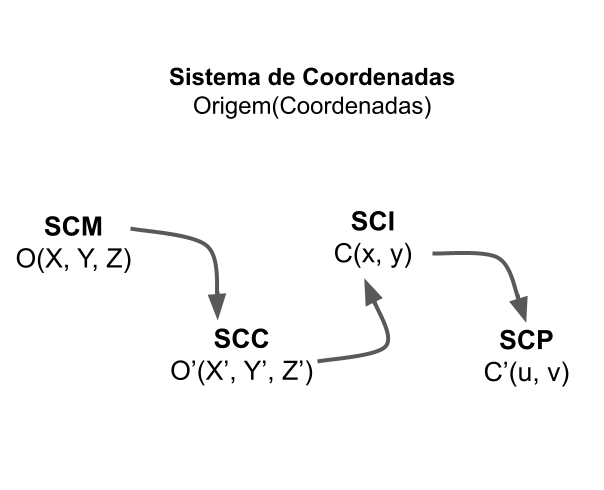 Sistema de Coordenadas
Origem(Coordenadas)
SCM
O(X, Y, Z)
SCC
O’(X’, Y’, Z’)
SCI
C(x, y)
SCP
C’(u, v)